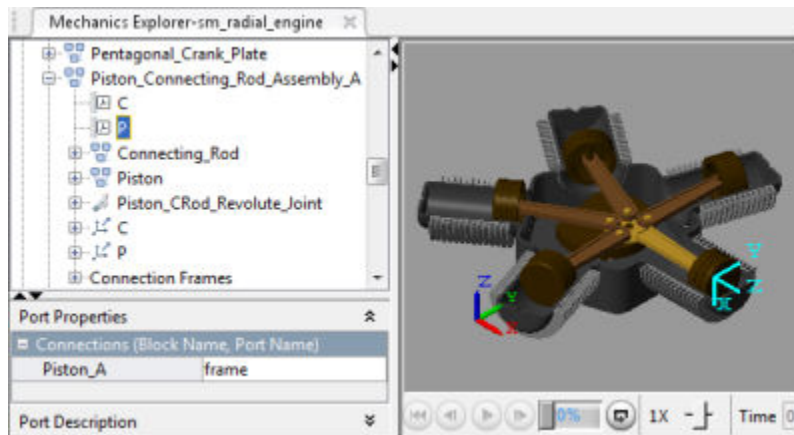 Mechanics Explorer-sm_radial_engine
Pentagonal_Crank_Plate
Piston_Connecting_Rod_Assembly_A
C
P
Connecting_Rod
Piston
Piston_CRod_Revolute_Joint
C
P
Connection Frames
Port Properties
Connections (Block Name, Port Name)
Piston_A frame
Port Description
Z
Y
X
Y
Z
X
0%
1X
Time 0